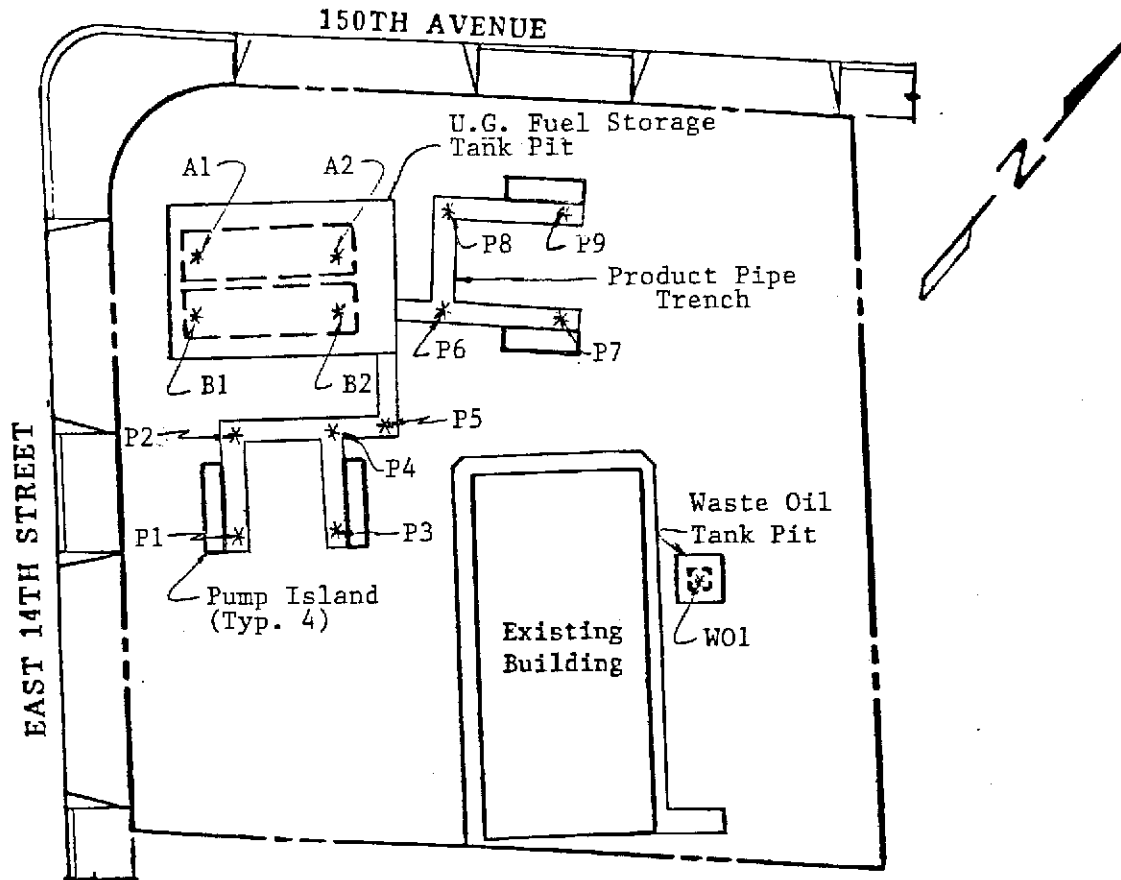 150TH AVENUE
U.G. Fuel Storage
Tank Pit
A1
A2
P8
P9
Product Pipe
Trench
P6
P7
B1
B2
P5
P2
P4
EAST 14TH STREET
P1
P3
Waste Oil
Tank Pit
Pump Island
(Typ. 4)
Existing
Building
WO1
N